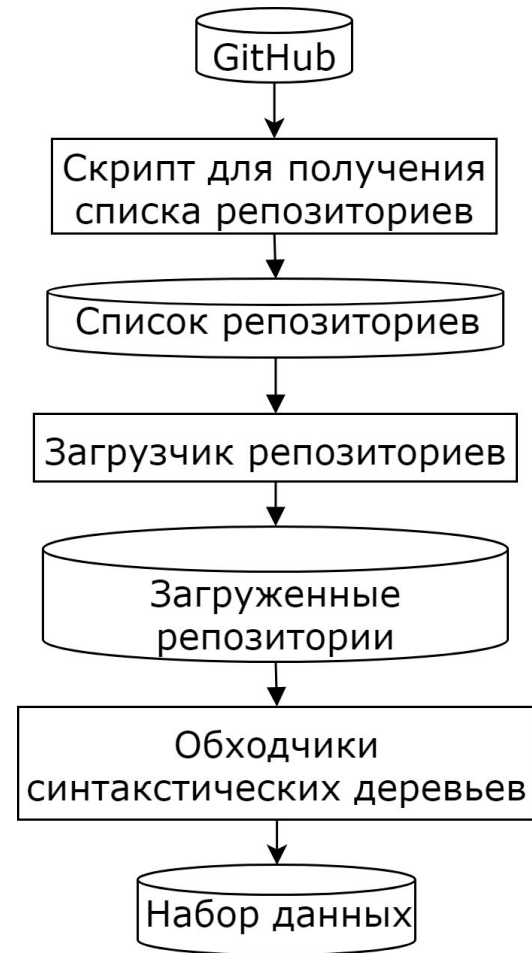 GitHub
Скрипт для получения
списка репозиториев
Список репозиториев
Загрузчик репозиториев
Загруженные
репозитории
Обходчики
синтакстических деревьев
Набор данных